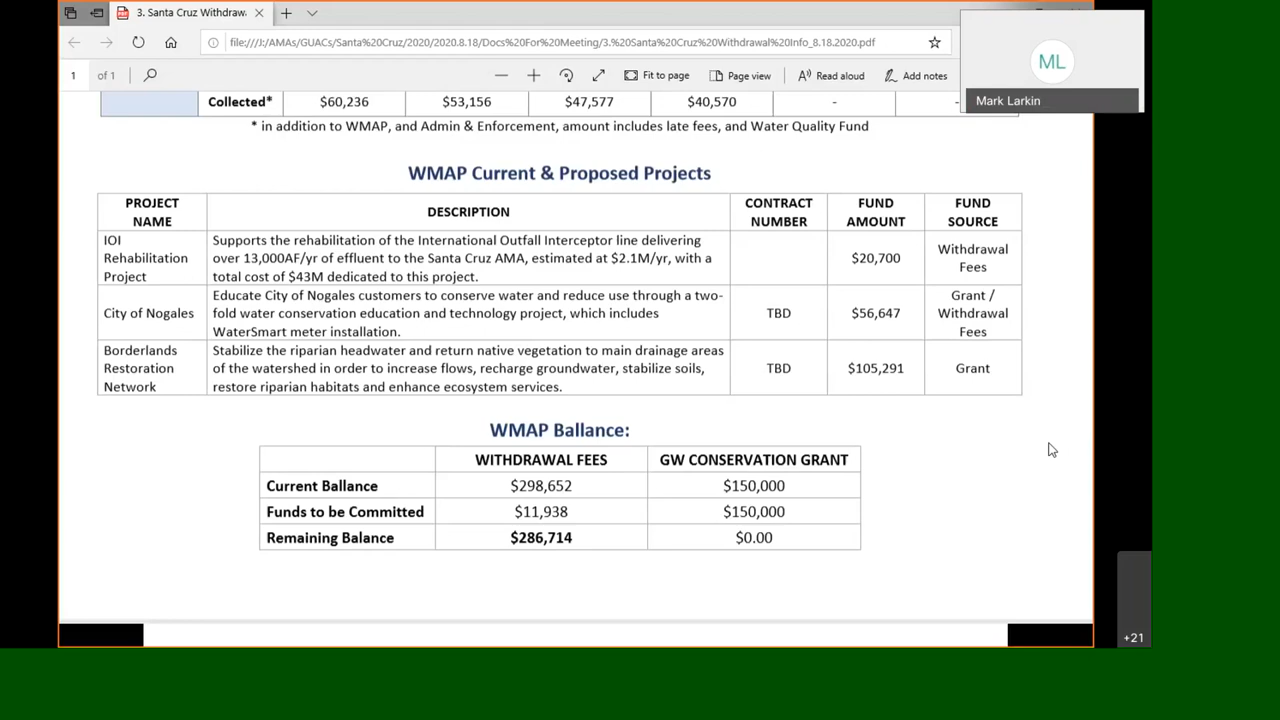 3. Santa Cruz Withdraw
file:///J:/AMAs/GUACs/Santa%20Cruz/2020/2020.8.18/Docs%20For%20Meeting/3.%20Santa%20Cruz%20Withdrawal%20Info_8.18.2020.pdf
1 of 1 Fit to page Page view Read aloud Add notes
ML
Mark Larkin
Collected* $60,236 $53,156 $47,577 $40,570 - -
* in addition to WMAP, and Admin & Enforcement, amount includes late fees, and Water Quality Fund
WMAP Current & Proposed Projects
PROJECT NAME DESCRIPTION CONTRACT NUMBER FUND AMOUNT FUND SOURCE
IOI Rehabilitation Project
Supports the rehabilitation of the International Outfall Interceptor line delivering
over 13,000AF/yr of effluent to the Santa Cruz AMA, estimated at $2.1M/yr, with a
total cost of $43M dedicated to this project.
$20,700
Withdrawal Fees
City of Nogales
Educate City of Nogales customers to conserve water and reduce use through a two-
fold water conservation education and technology project, which includes
WaterSmart meter installation.
TBD
$56,647
Grant / Withdrawal Fees
Borderlands Restoration Network
Stabilize the riparian headwater and return native vegetation to main drainage areas
of the watershed in order to increase flows, recharge groundwater, stabilize soils,
restore riparian habitats and enhance ecosystem services.
TBD
$105,291
Grant
WMAP Ballance:
WITHDRAWAL FEES GW CONSERVATION GRANT
Current Ballance $298,652 $150,000
Funds to be Committed $11,938 $150,000
Remaining Balance $286,714 $0.00
+21